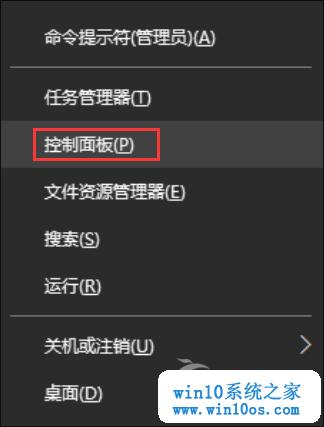 命令提示符(管理员)(A)
任务管理器(T)
控制面板(P)
文件资源管理器(E)
搜索(S)
运行(R)
关机或注销(U)
桌面(D)
win10系统之家
www.win10os.com